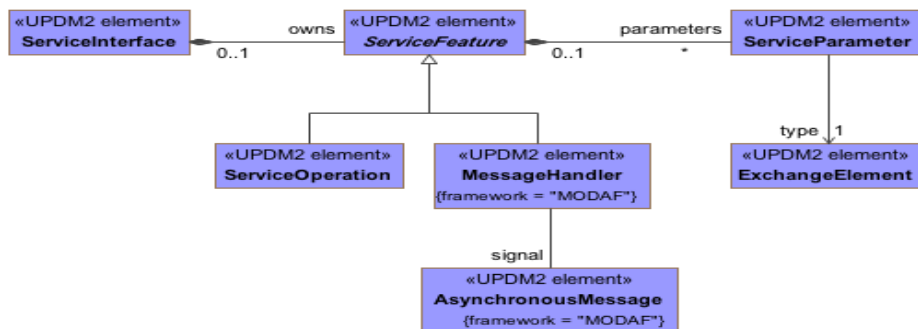 «UPDM2 element»
ServiceInterface
owns
0..1
«UPDM2 element»
ServiceFeature
0..1
parameters
*
«UPDM2 element»
ServiceParameter
type
1
«UPDM2 element»
ServiceOperation
«UPDM2 element»
MessageHandler
{framework = "MODAF"}
«UPDM2 element»
ExchangeElement
signal
«UPDM2 element»
AsynchronousMessage
{framework = "MODAF"}